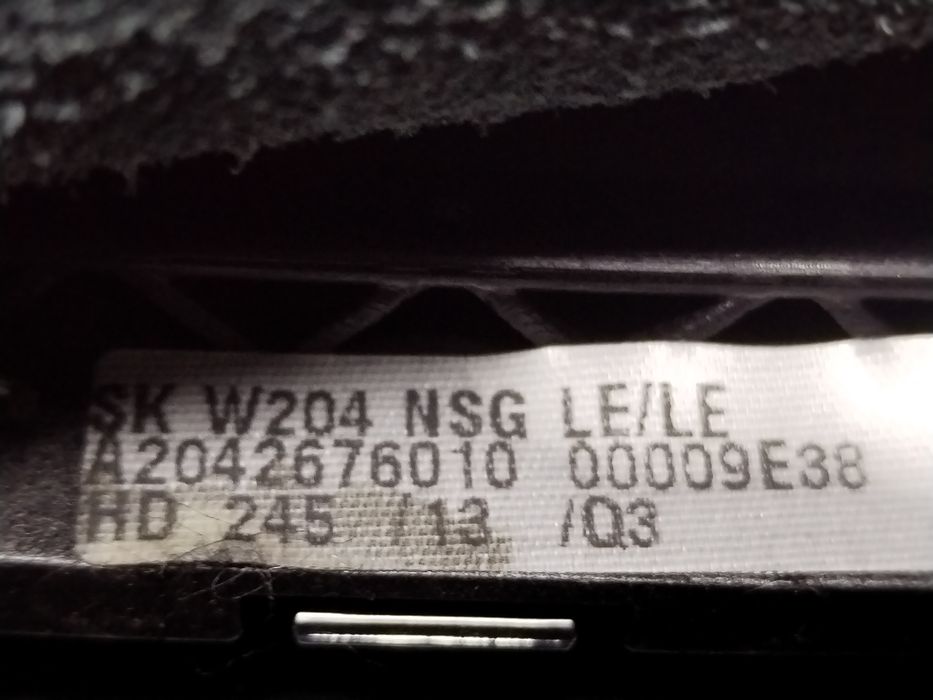 SK W204 NSG LE/LE
A2042676010 00009E38
HD 245 /13 /Q3